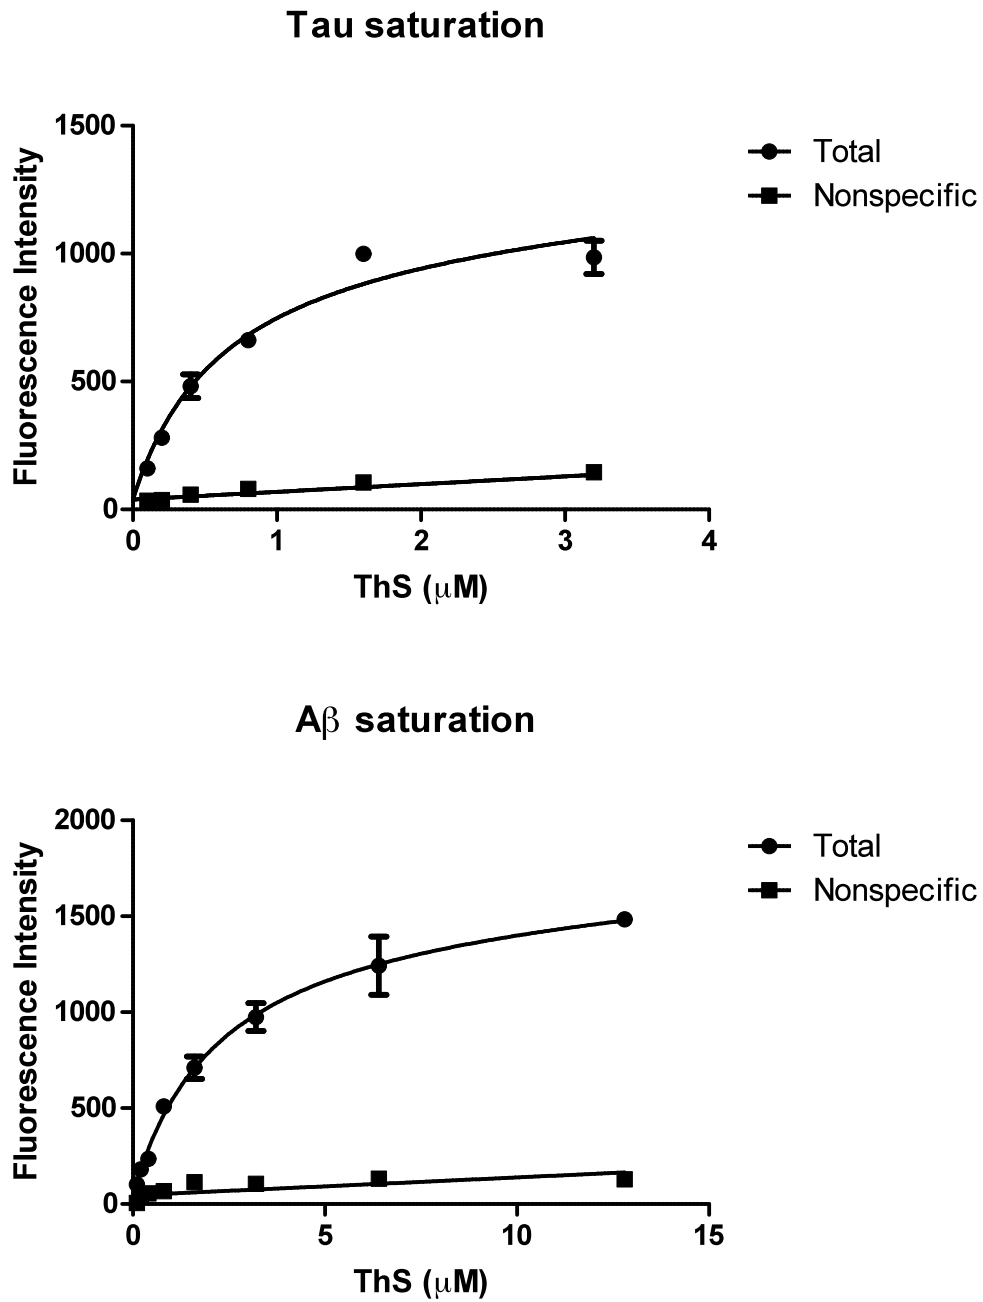 Tau saturation
1500
1000
500
0
Fluorescence Intensity
0 1 2 3 4
ThS (μM)
Total
Nonspecific
Aβ saturation
2000
1500
1000
500
0
Fluorescence Intensity
0 5 10 15
ThS (μM)
Total
Nonspecific